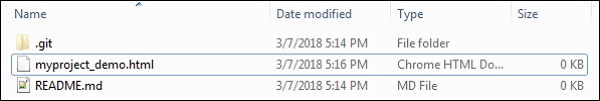 Name Date modified Type Size
.git 3/7/2018 5:14 PM File folder
myproject_demo.html 3/7/2018 5:16 PM Chrome HTML Do... 0 KB
README.md 3/7/2018 5:14 PM MD File 0 KB